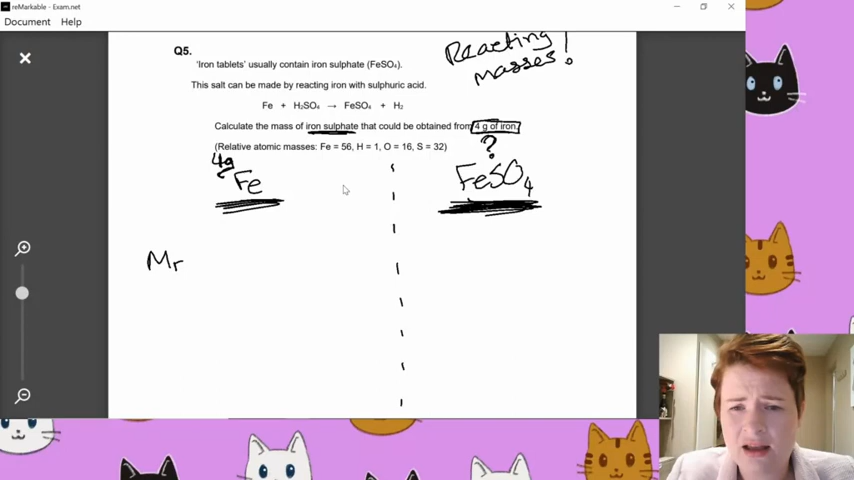 reMarkable - Exam.net
Document Help
Q5.
Reacting
masses!
'Iron tablets' usually contain iron sulphate (FeSO₄).
This salt can be made by reacting iron with sulphuric acid.
Fe + H₂SO₄ → FeSO₄ + H₂
Calculate the mass of iron sulphate that could be obtained from 4 g of iron.
(Relative atomic masses: Fe = 56, H = 1, O = 16, S = 32)
?
4g
Fe
FeSO₄
Mr